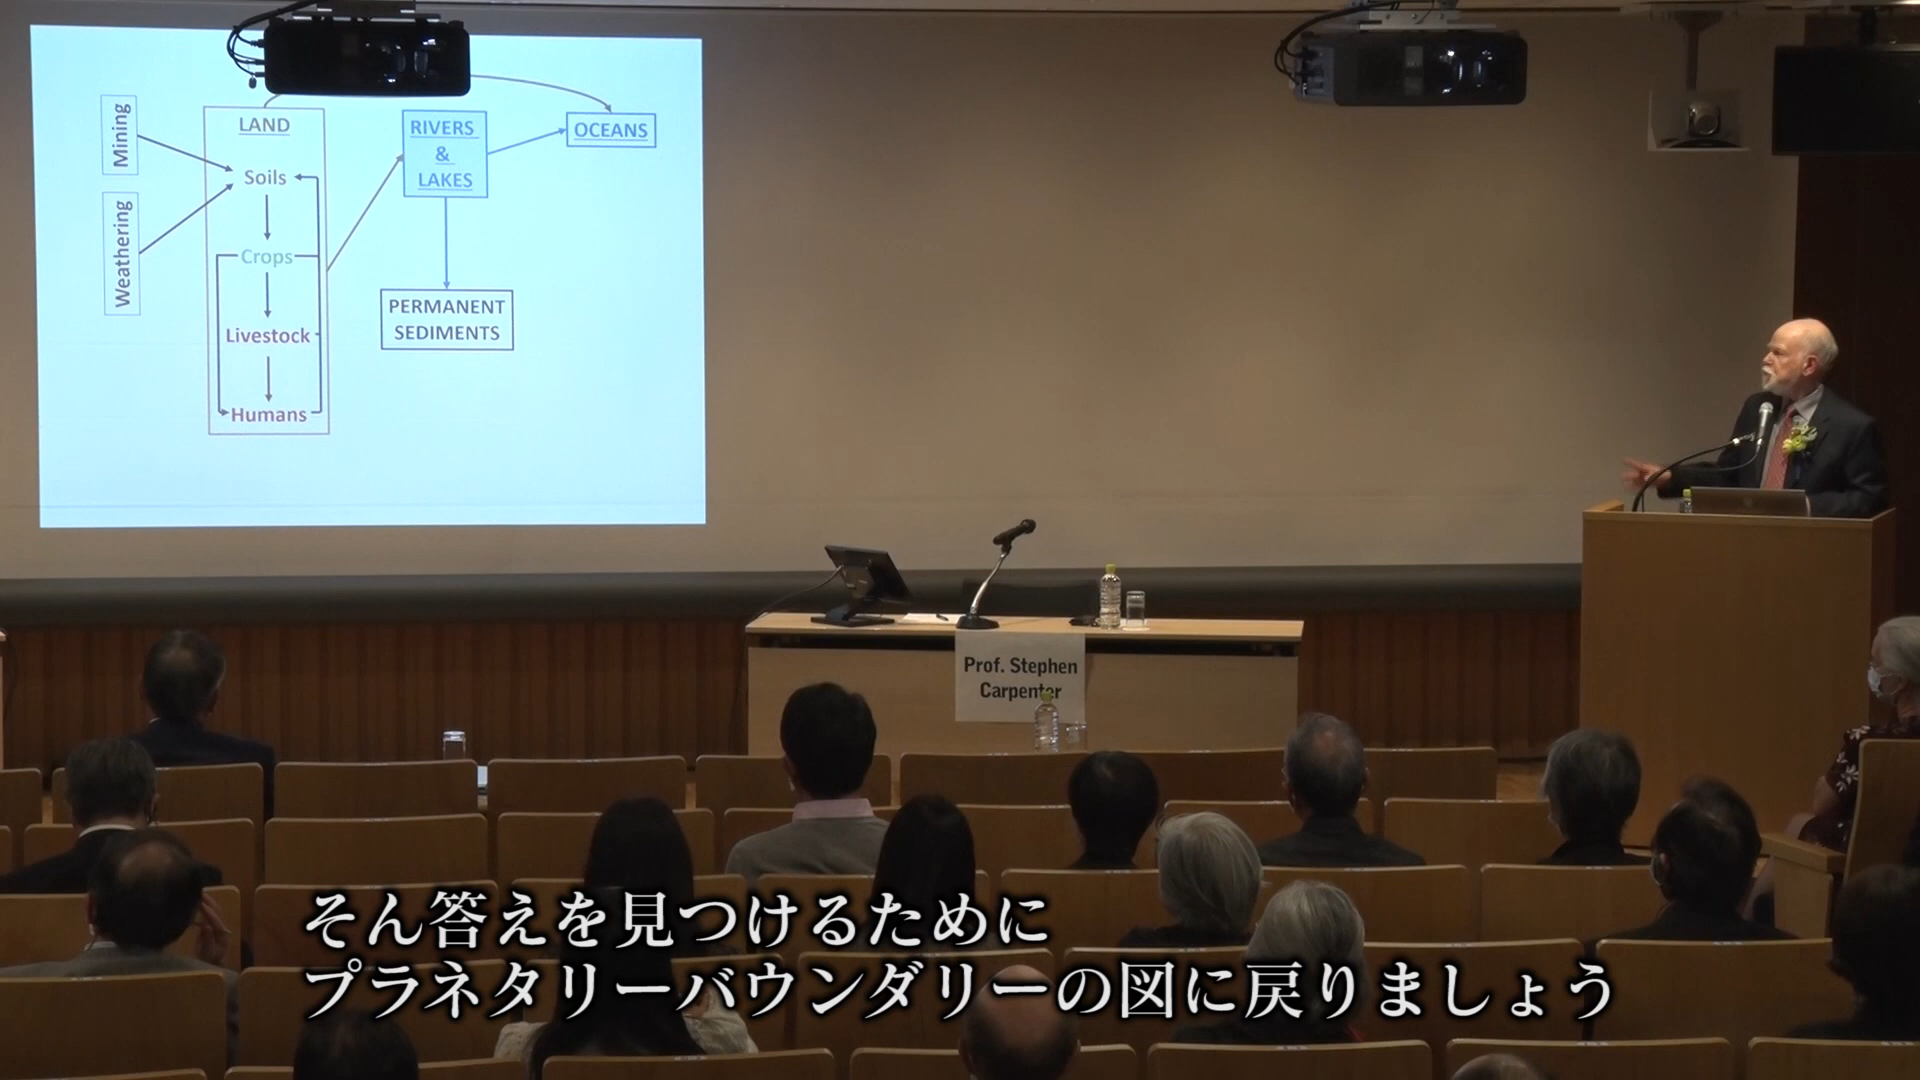 Mining
Weathering
LAND
Soils
Crops
Livestock
Humans
RIVERS
&
LAKES
OCEANS
PERMANENT
SEDIMENTS
Prof. Stephen
Carpenter
そん答えを見つけるために
プラネタリーバウンダリーの図に戻りましょう